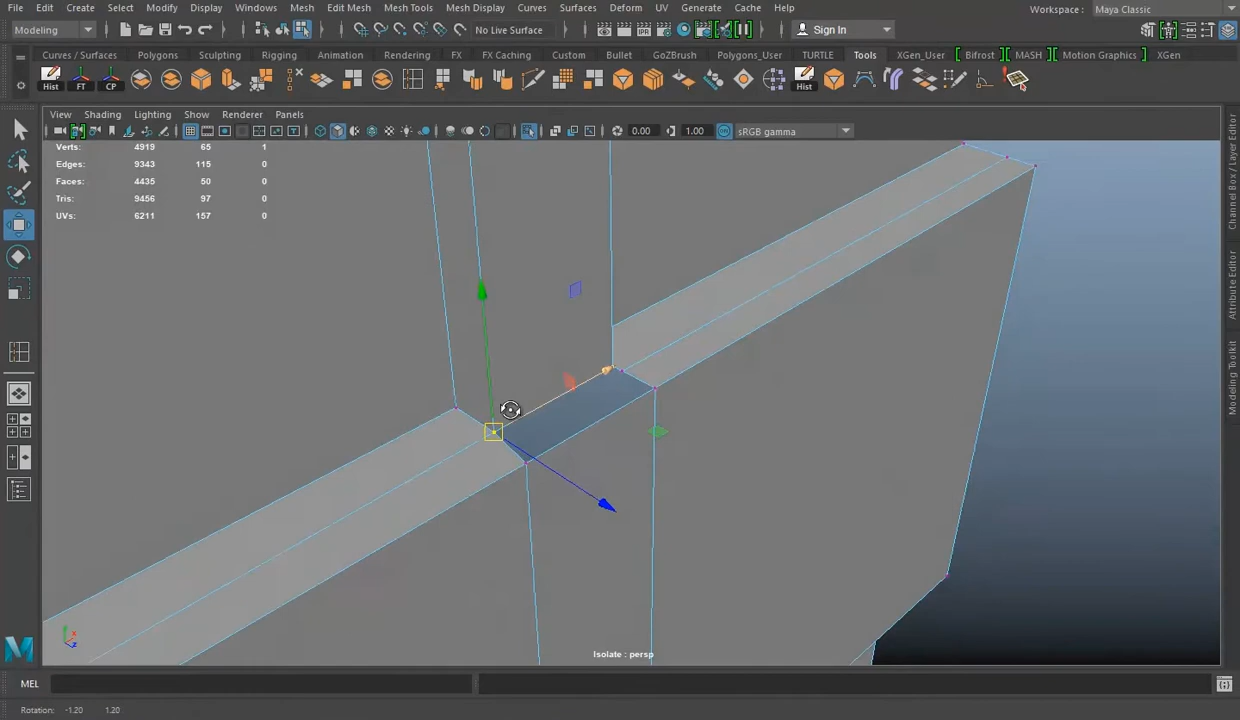 File Edit Create Select Modify Display Windows Mesh Edit Mesh Mesh Tools Mesh Display Curves Surfaces Deform UV Generate Cache Help Workspace : Maya Classic
Modeling No Live Surface Sign In
Curves / Surfaces Polygons Sculpting Rigging Animation Rendering FX FX Caching Custom Bullet GoZBrush Polygons_User TURTLE Tools XGen_User Bifrost MASH Motion Graphics XGen
Hist FT CP Hist
View Shading Lighting Show Renderer Panels
0.00 1.00 sRGB gamma
Verts: 4919 65 1
Edges: 9343 115 0
Faces: 4435 50 0
Tris: 9456 97 0
UVs: 6211 157 0
Channel Box / Layer Editor
Attribute Editor
Modeling Toolkit
Isolate : persp
MEL
Rotation: -1.20 1.20